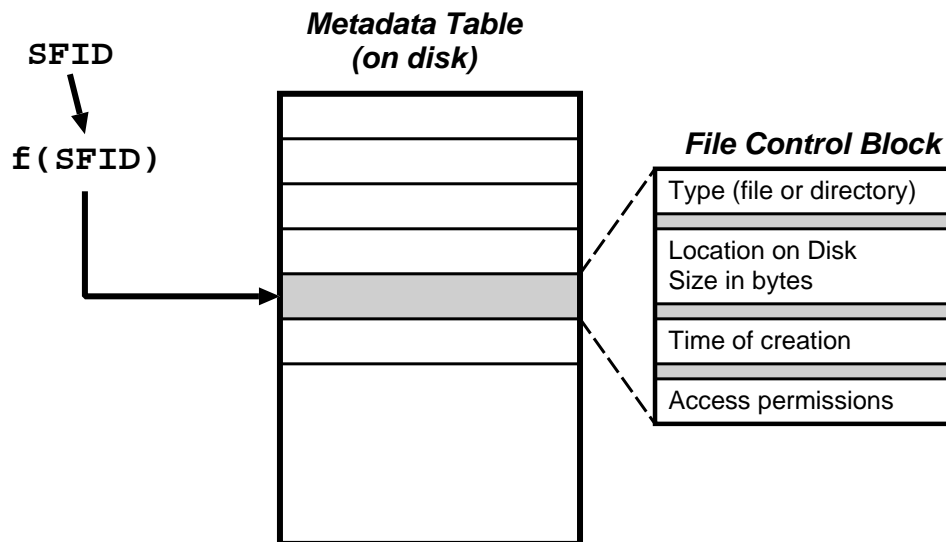 Metadata Table
(on disk)
SFID
f(SFID)
File Control Block
Type (file or directory)
Location on Disk
Size in bytes
Time of creation
Access permissions